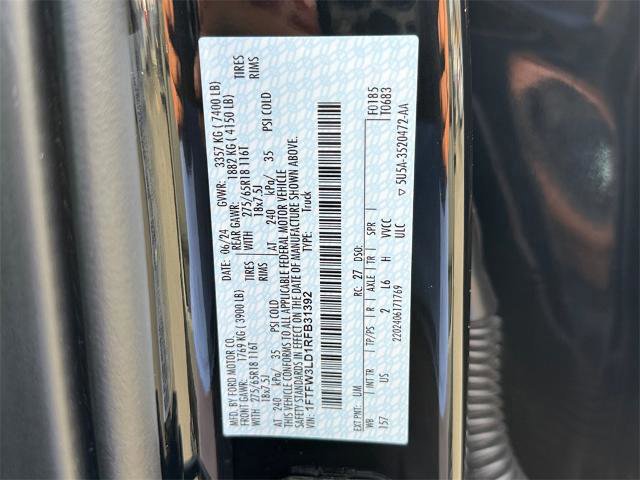 MFD. BY FORD MOTOR CO.
DATE: 06/24 GVWR: 3357 KG ( 7400 LB)
FRONT GAWR: 1769 KG ( 3900 LB) REAR GAWR: 1882 KG ( 4150 LB)
WITH 275/65R18 116T TIRES WITH 275/65R18 116T TIRES
18x7.5J RIMS 18x7.5J RIMS
AT 240 kPa/ 35 PSI COLD AT 240 kPa/ 35 PSI COLD
THIS VEHICLE CONFORMS TO ALL APPLICABLE FEDERAL MOTOR VEHICLE
SAFETY STANDARDS IN EFFECT ON THE DATE OF MANUFACTURE SHOWN ABOVE.
VIN: 1FTFW3LD1RFB31392
TYPE: Truck
F0185
T0683
EXT PNT: UM RC: 27 DSO:
WB INT TR TP/PS R AXLE TR SPR
157 US 2 L6 H VVCC
ULC
2202406171769
▽ 5U5A-3520472-AA